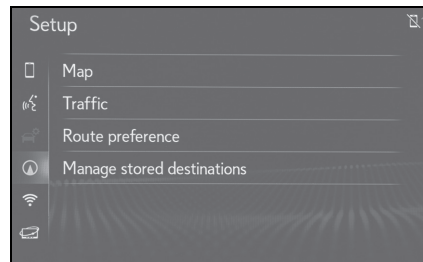 Setup
Map
Traffic
Route preference
Manage stored destinations